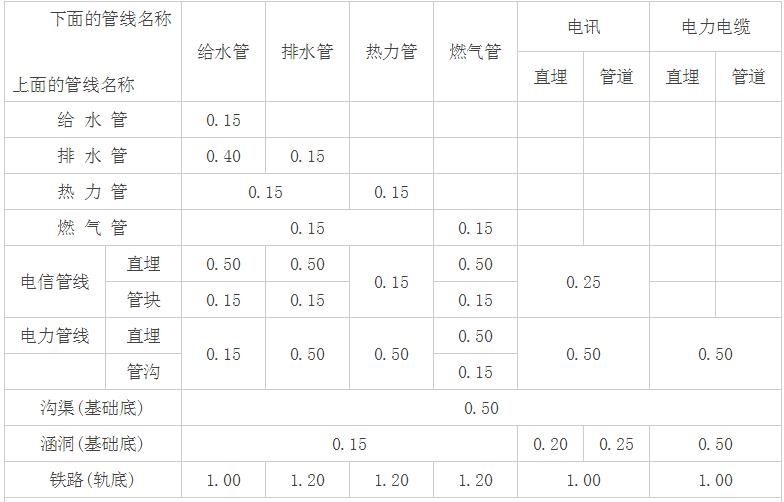 下面的管线名称
上面的管线名称
给水管 排水管 热力管 燃气管 电讯 电力电缆
直埋 管道 直埋 管道
给水管 0.15
排水管 0.40 0.15
热力管 0.15 0.15
燃气管 0.15 0.15
电信管线 直埋 0.50 0.50 0.15 0.50 0.25
管块 0.15 0.15 0.15
电力管线 直埋 0.15 0.50 0.50 0.50 0.50 0.50
管沟 0.15
沟渠(基础底) 0.50
涵洞(基础底) 0.15 0.20 0.25 0.50
铁路(轨底) 1.00 1.20 1.20 1.20 1.00 1.00